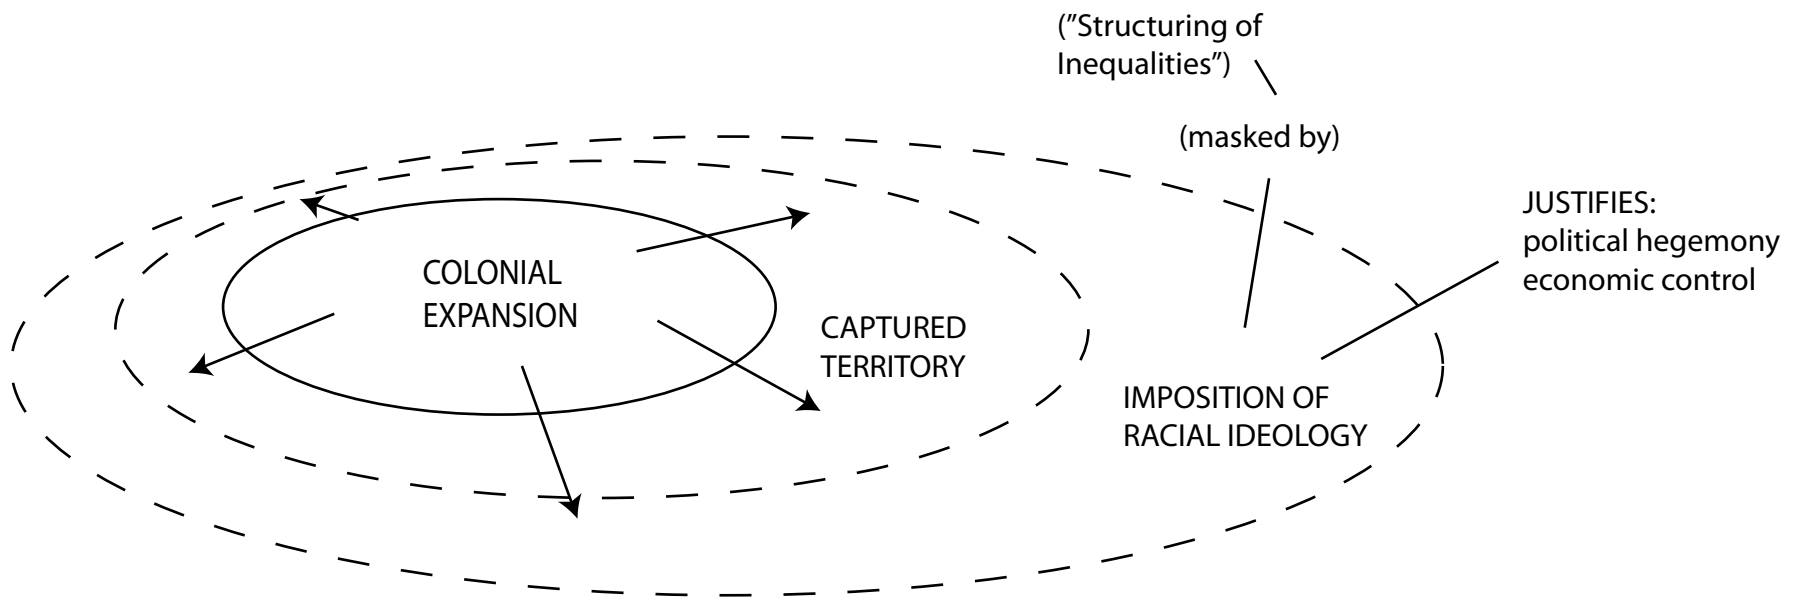 (”Structuring of
Inequalities”)
(masked by)
JUSTIFIES:
political hegemony
economic control
COLONIAL
EXPANSION
CAPTURED
TERRITORY
IMPOSITION OF
RACIAL IDEOLOGY